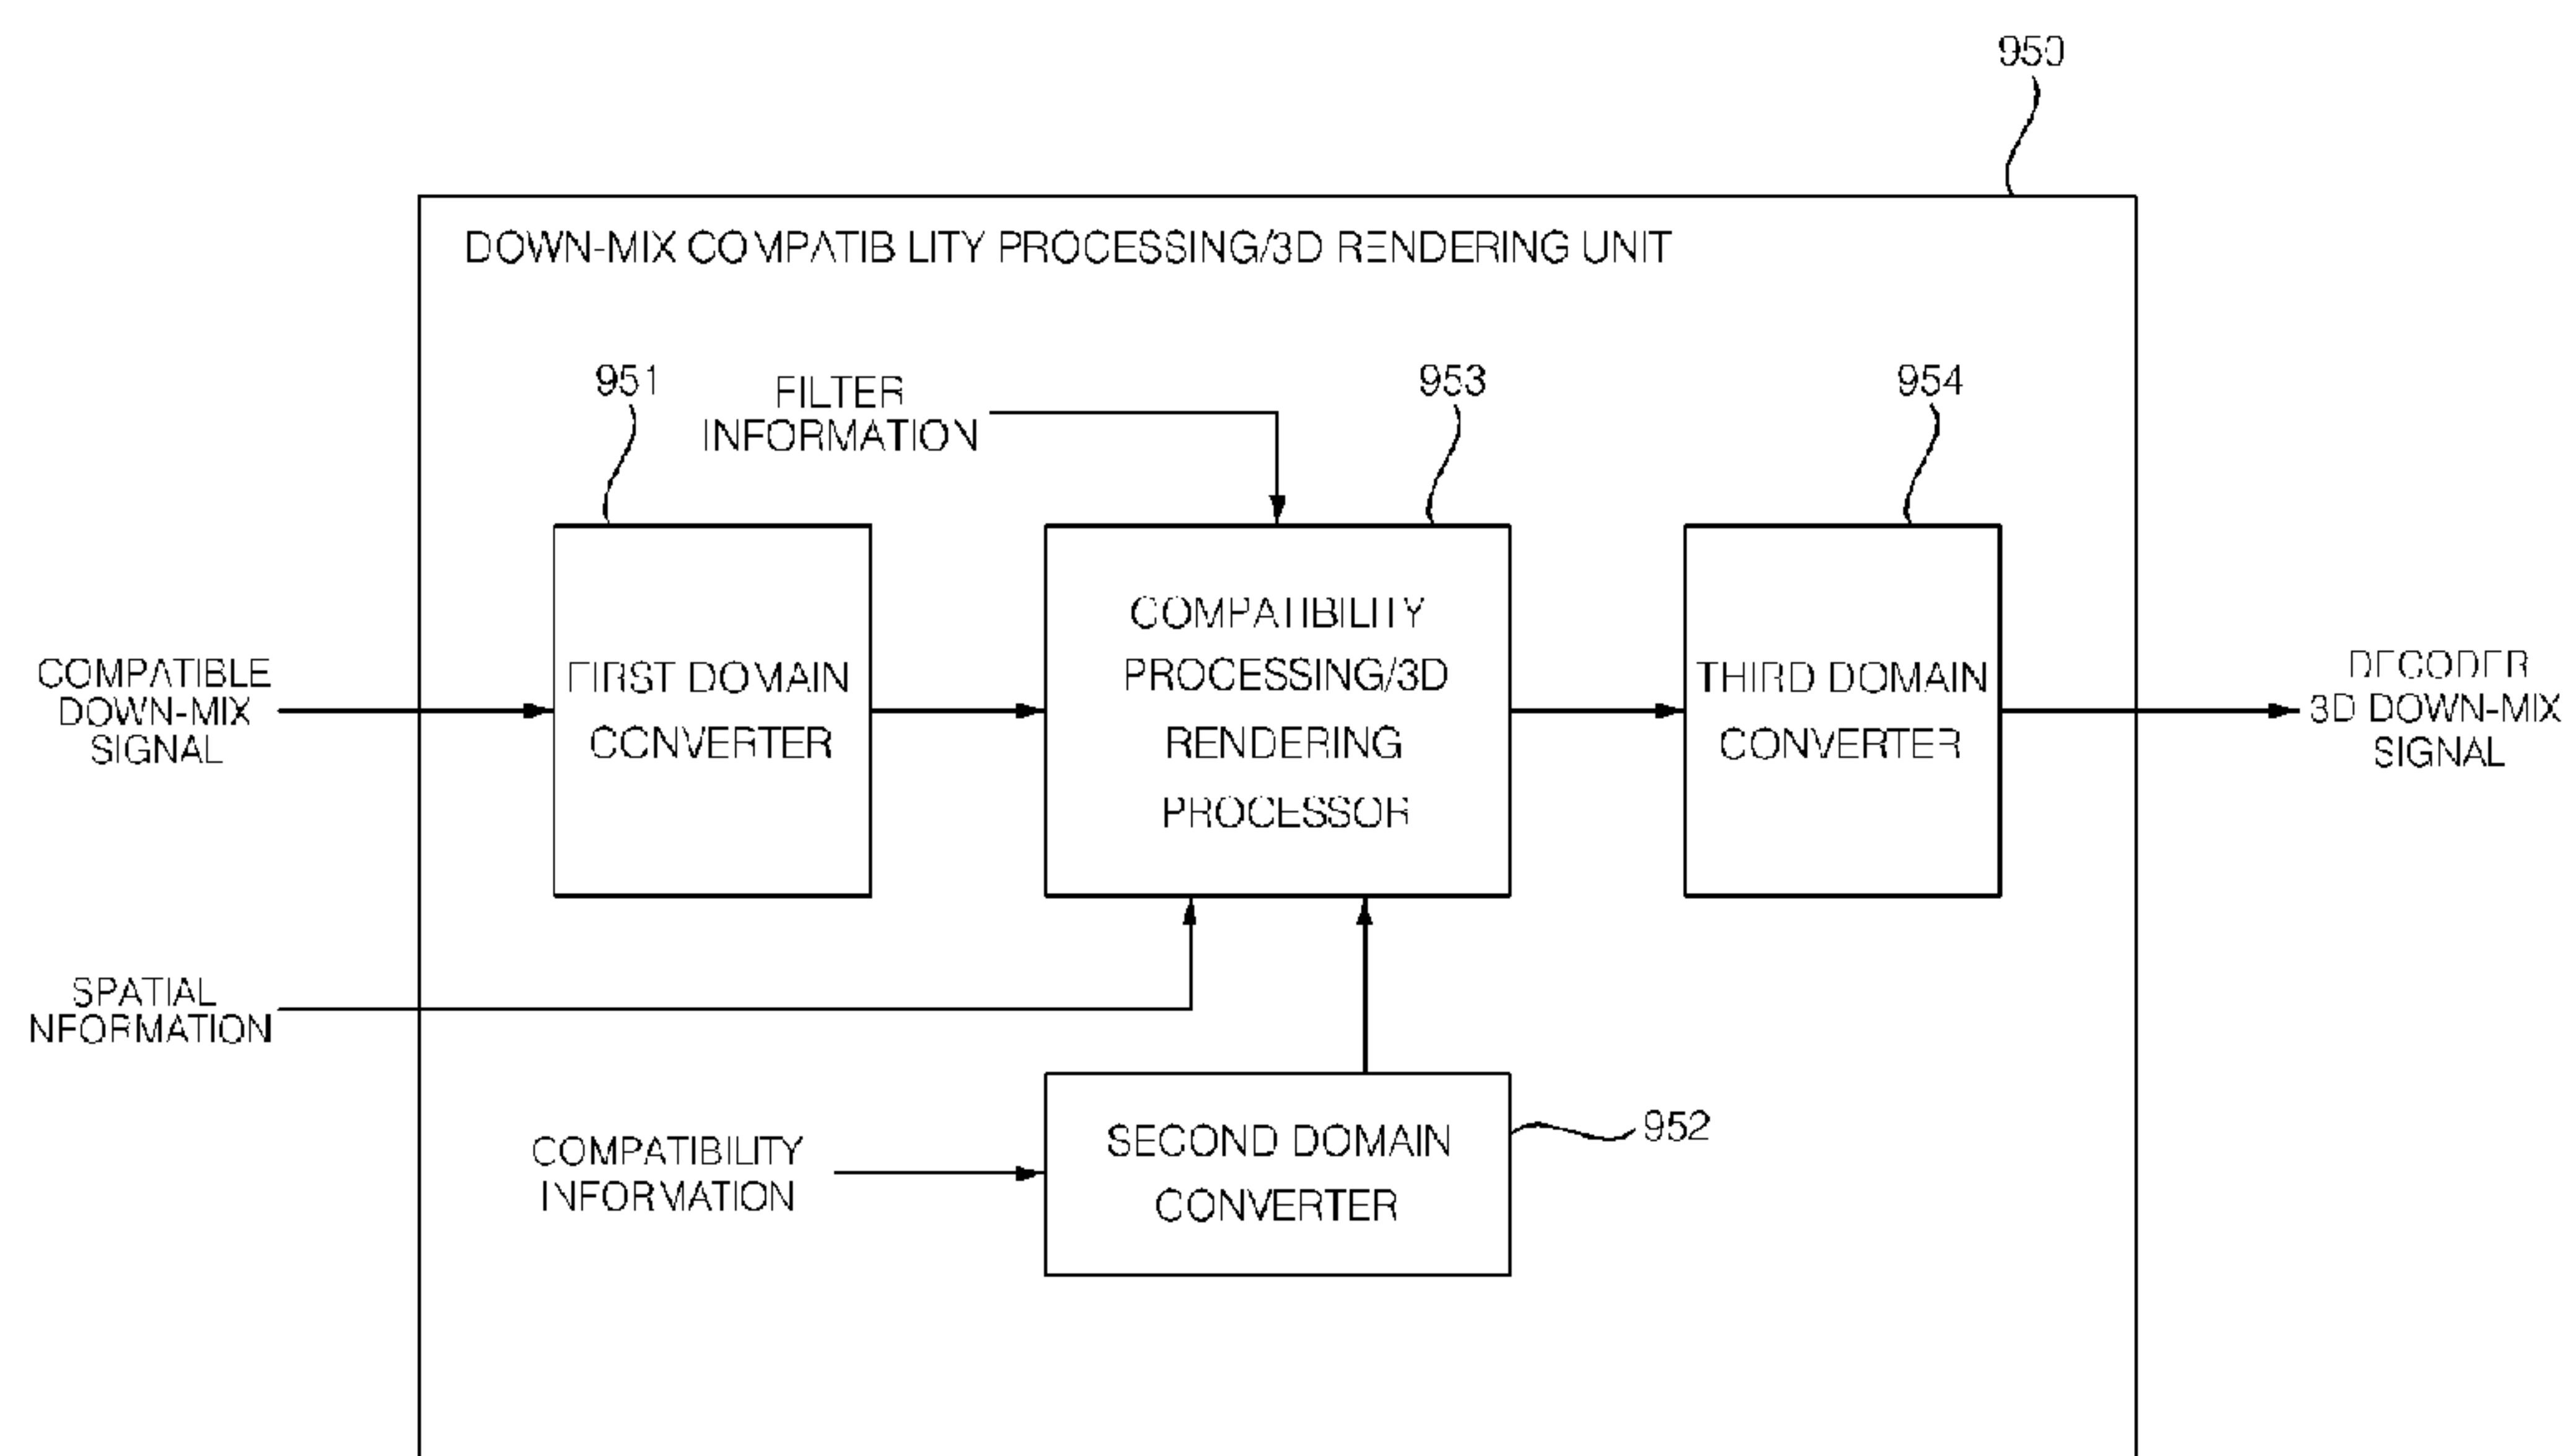 950
DOWN-MIX COMPATIB LITY PROCESSING/3D RENDERING UNIT
951
FILTER
INFORMATION
953
954
COMPATIBLE
DOWN-MIX
SIGNAL
FIRST DOMAIN
CONVERTER
COMPATIBILITY
PROCESSING/3D
RENDERING
PROCESSOR
THIRD DOMAIN
CONVERTER
DECODER
3D DOWN-MIX
SIGNAL
SPATIAL
NFORMATION
COMPATIBILITY
INFORMATION
SECOND DOMAIN
CONVERTER
952